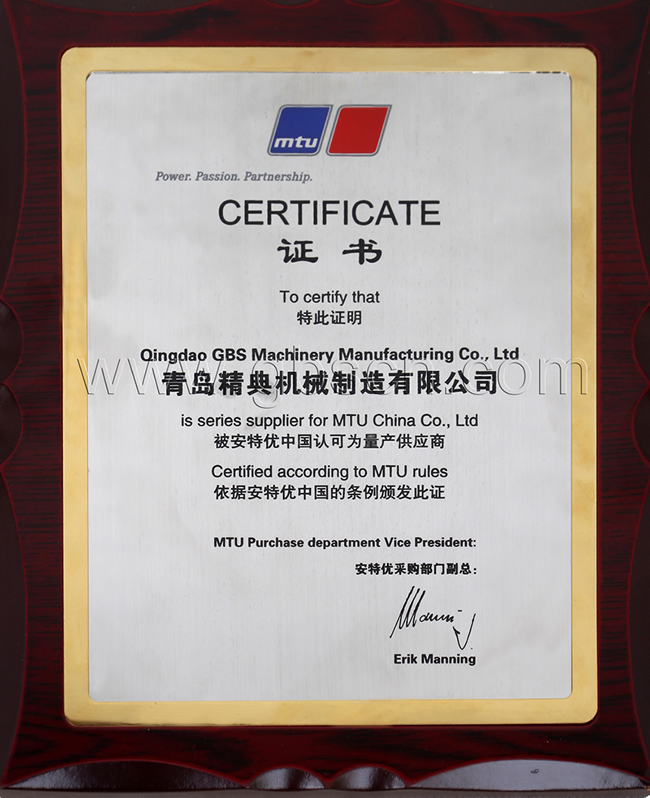 mtu
Power. Passion. Partnership.
CERTIFICATE
证书
To certify that
特此证明
Qingdao GBS Machinery Manufacturing Co., Ltd
青岛精典机械制造有限公司
www.gbsch.com
is series supplier for MTU China Co., Ltd
被安特优中国认可为量产供应商
Certified according to MTU rules
依据安特优中国的条例颁发此证
MTU Purchase department Vice President:
安特优采购部门副总:
Manning
Erik Manning